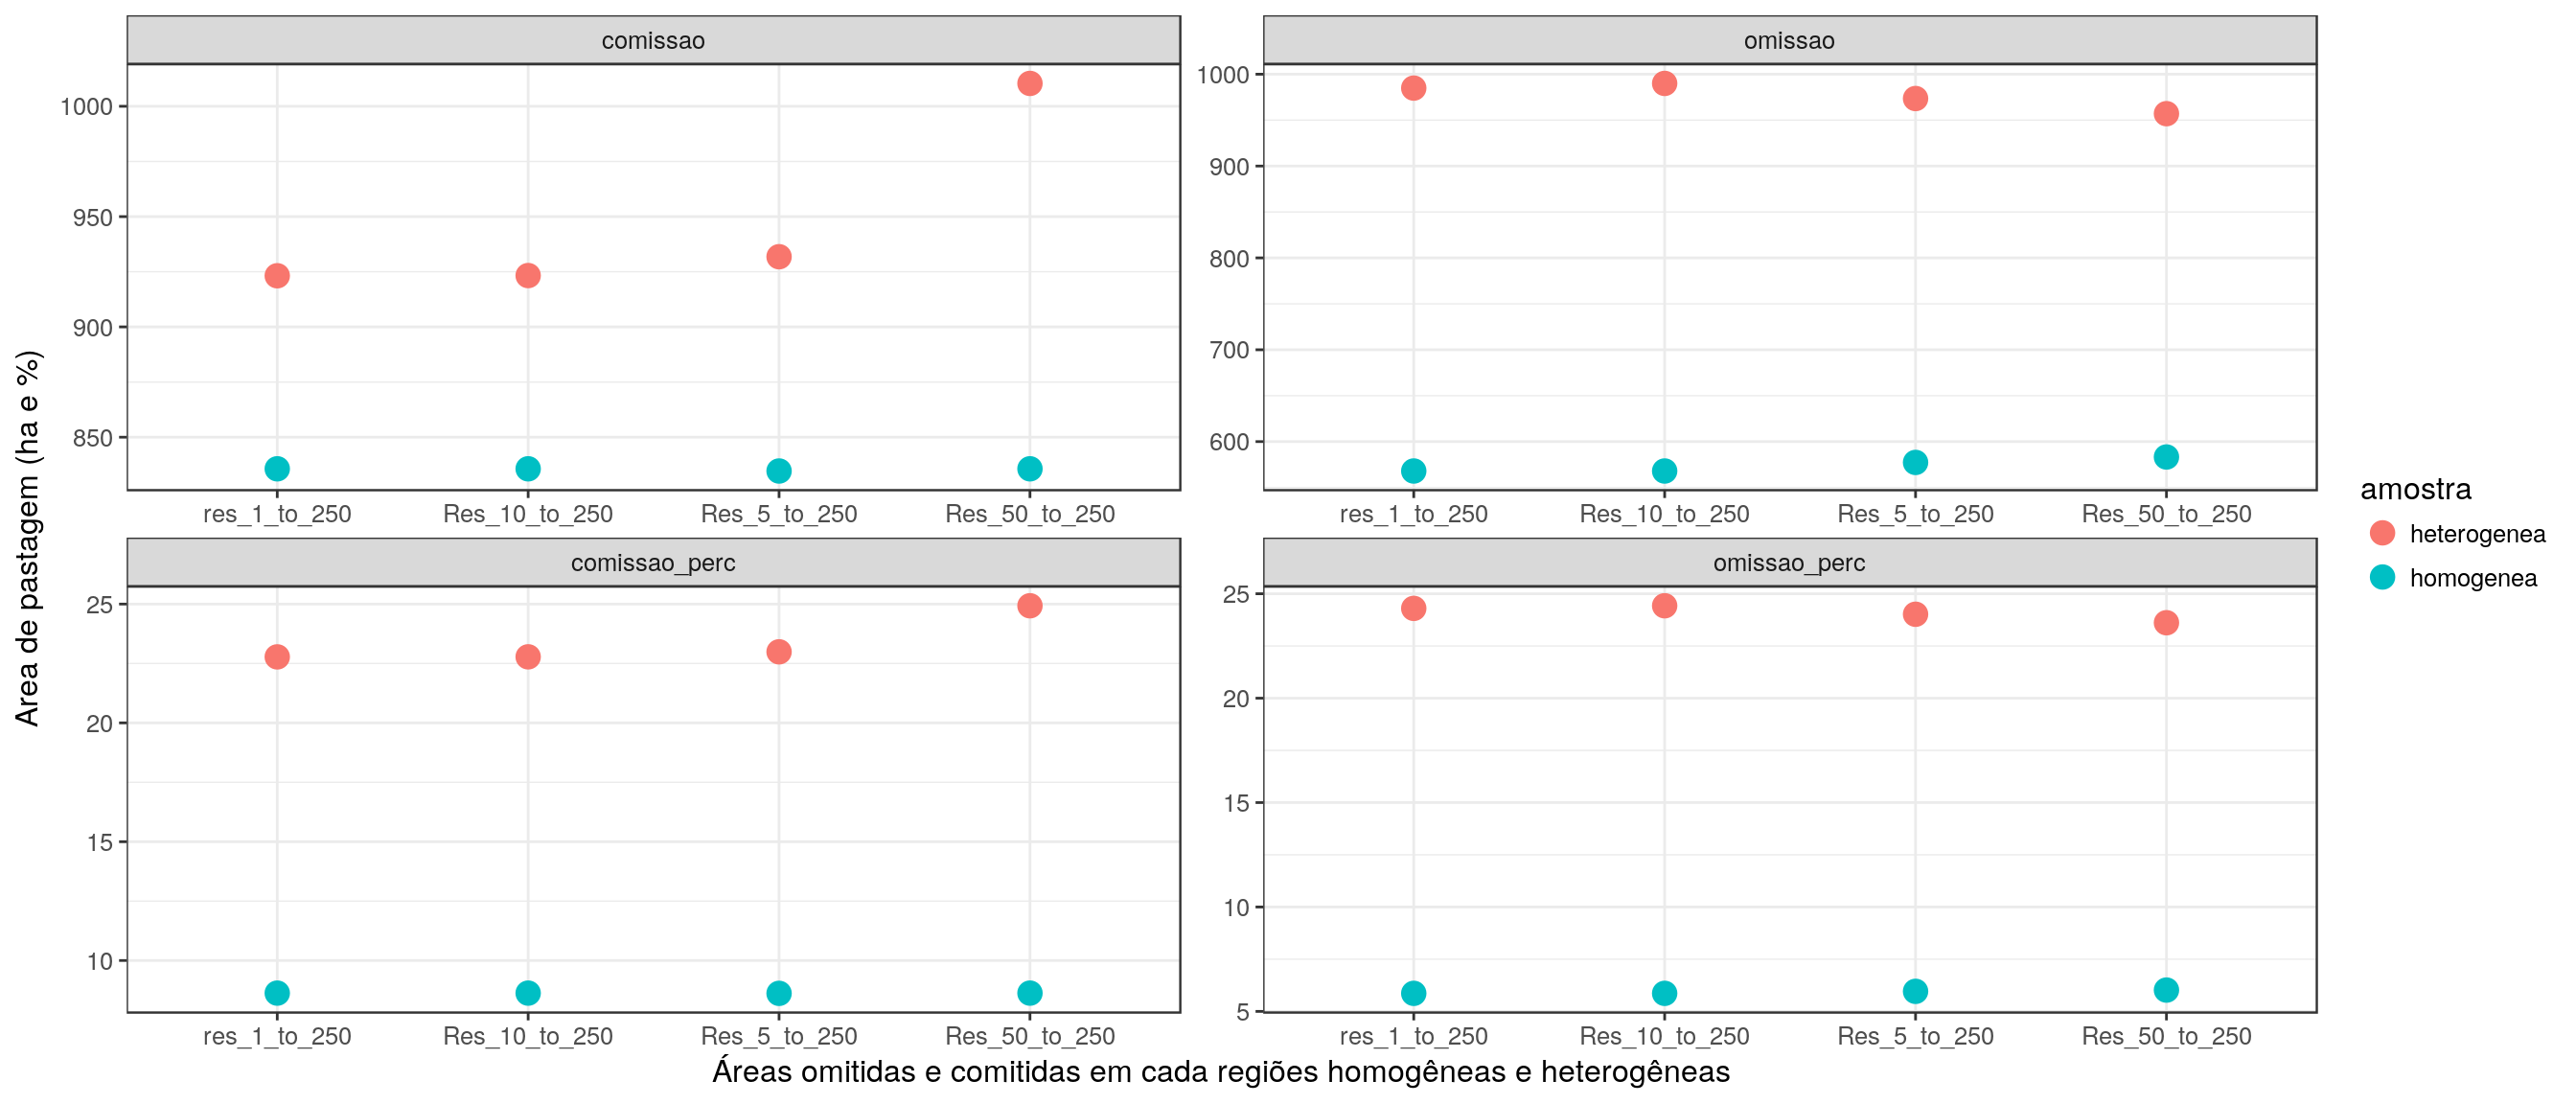 comissao
omissao
1000
950
900
850
1000
900
800
700
600
res_1_to_250 Res_10_to_250 Res_5_to_250 Res_50_to_250
res_1_to_250 Res_10_to_250 Res_5_to_250 Res_50_to_250
comissao_perc
omissao_perc
25
20
15
10
25
20
15
10
5
res_1_to_250 Res_10_to_250 Res_5_to_250 Res_50_to_250
res_1_to_250 Res_10_to_250 Res_5_to_250 Res_50_to_250
Area de pastagem (ha e %)
Áreas omitidas e comitidas em cada regiões homogêneas e heterogêneas
amostra
heterogenea
homogenea